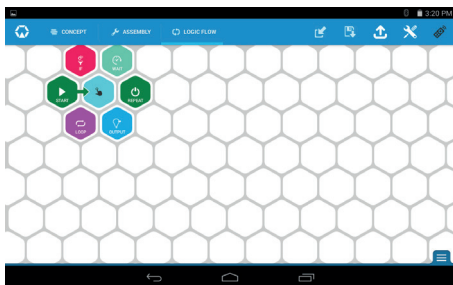 3:20 PM
CONCEPT ASSEMBLY LOGIC FLOW
IF WAIT
START REPEAT
LOOP OUTPUT